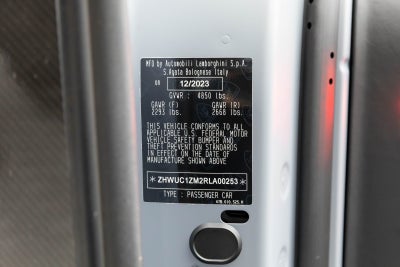 MFD by Automobili Lamborghini S.p.A.
S.Agata Bolognese Italy
on 12/2023
GVWR : 4850 lbs.
GAWR (F) GAWR (R)
2293 lbs. 2668 lbs.
THIS VEHICLE CONFORMS TO ALL
APPLICABLE U.S. FEDERAL MOTOR
VEHICLE SAFETY BUMPER AND
THEFT PREVENTION STANDARDS
IN EFFECT ON THE DATE OF
MANUFACTURE SHOWN ABOVE
*ZHWUC1ZM2RLA00253*
TYPE : PASSENGER CAR